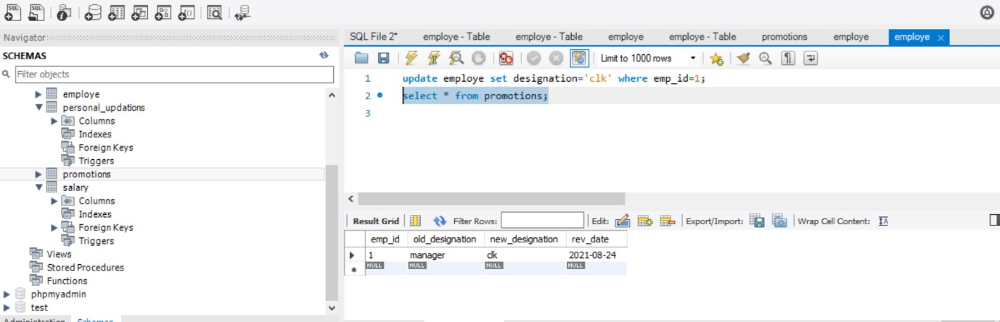 Navigator
SCHEMAS
Filter objects
employe
personal_updations
Columns
Indexes
Foreign Keys
Triggers
promotions
salary
Columns
Indexes
Foreign Keys
Triggers
Views
Stored Procedures
Functions
phpmyadmin
test
Administration Schemas
SQL File 2* employe - Table employe - Table employe employe - Table promotions employe employe
Limit to 1000 rows
1 update employe set designation='clk' where emp_id=1;
2 select * from promotions;
3
Result Grid Filter Rows: Edit: Export/Import: Wrap Cell Content:
emp_id old_designation new_designation rev_date
1 manager clk 2021-08-24
NULL NULL NULL NULL